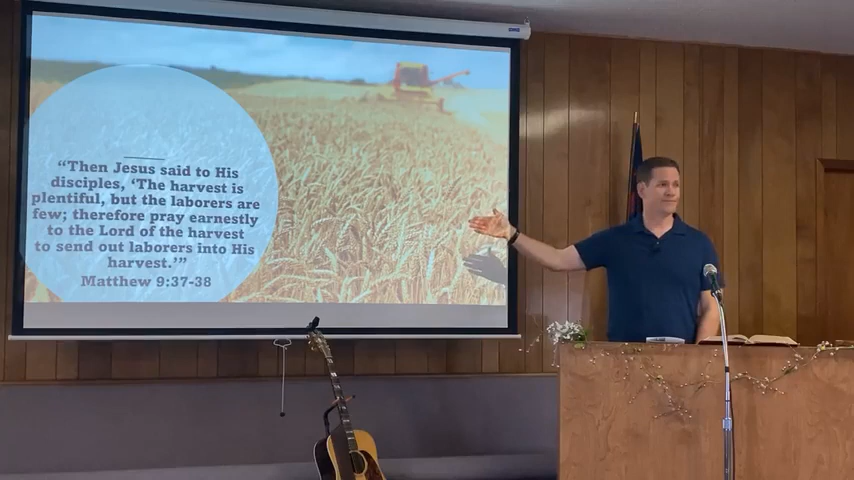 “Then Jesus said to His
disciples, ‘The harvest is
plentiful, but the laborers are
few; therefore pray earnestly
to the Lord of the harvest
to send out laborers into His
harvest.’”
Matthew 9:37-38